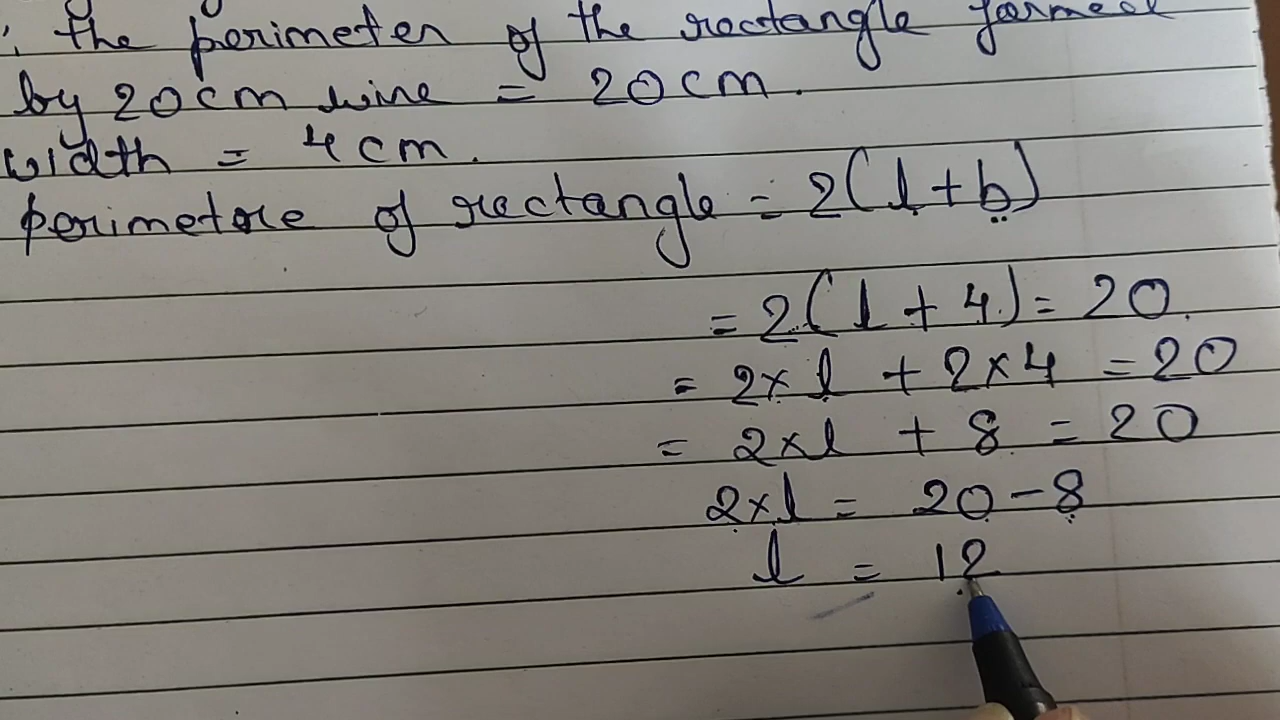 the perimeter of the rectangle formed
by 20cm wire = 20cm.
width = 4cm.
perimetore of rectangle = 2(l+b)
= 2(l+4) = 20.
= 2×l + 2×4 = 20
= 2×l + 8 = 20
2×l = 20-8
l = 12